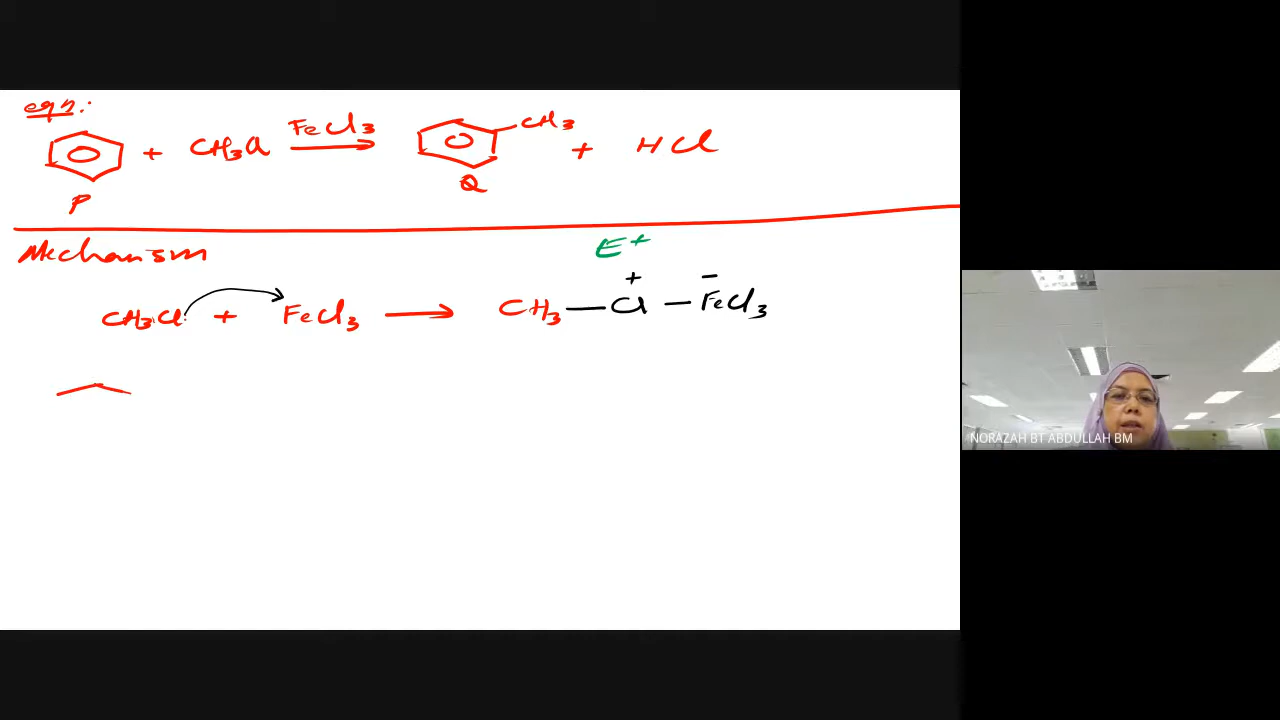 eqn:
+ CH3Cl FeCl3 → CH3 + HCl
P Q
Mechanism
E+
+ −
CH3Cl + FeCl3 → CH3 — Cl — FeCl3
NORAZAH BT ABDULLAH BM